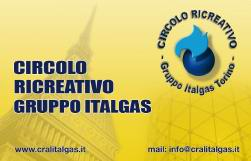 CIRCOLO RICREATIVO
- Gruppo Italgas Torino -
CIRCOLO
RICREATIVO
GRUPPO ITALGAS
www.cralitalgas.it
mail: info@cralitalgas.it